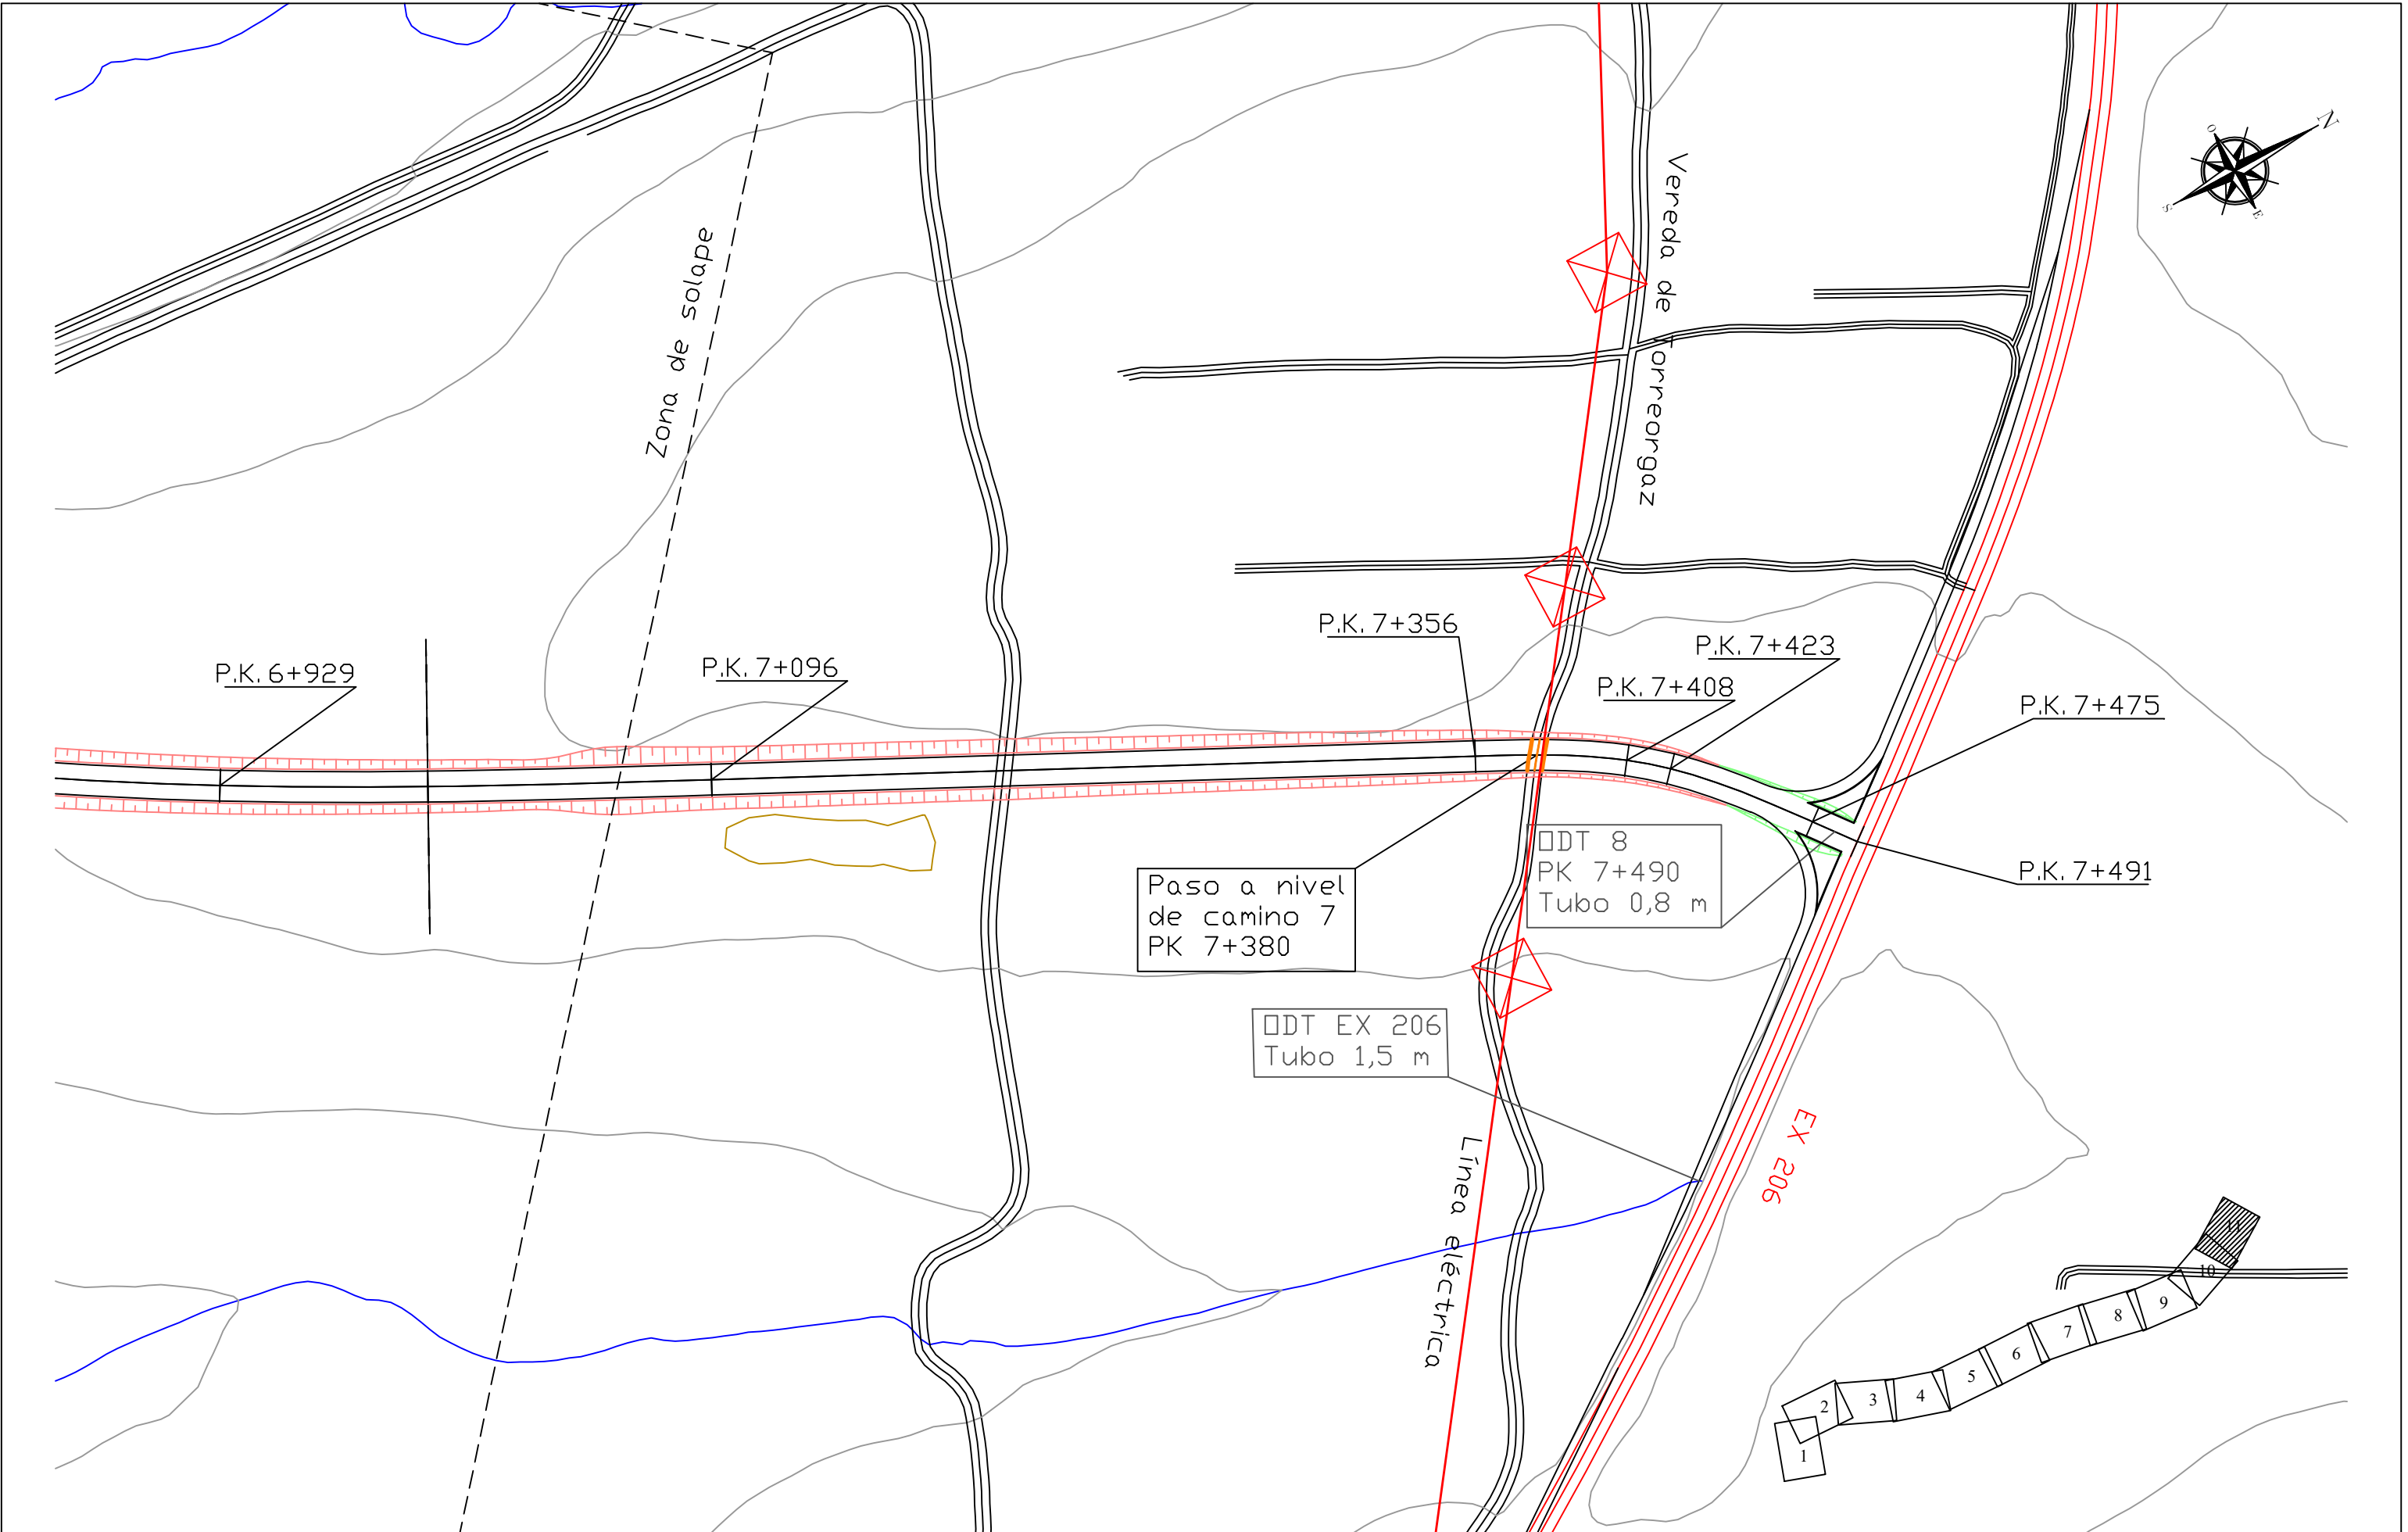 N
O
S
E
Zona de solape
Vereda de Torreorgaz
P.K. 6+929
P.K. 7+096
P.K. 7+356
P.K. 7+423
P.K. 7+408
P.K. 7+475
P.K. 7+491
ODT 8
PK 7+490
Tubo 0,8 m
Paso a nivel
de camino 7
PK 7+380
ODT EX 206
Tubo 1,5 m
EX 206
Línea eléctrica
11
10
9
8
7
6
5
4
3
2
1